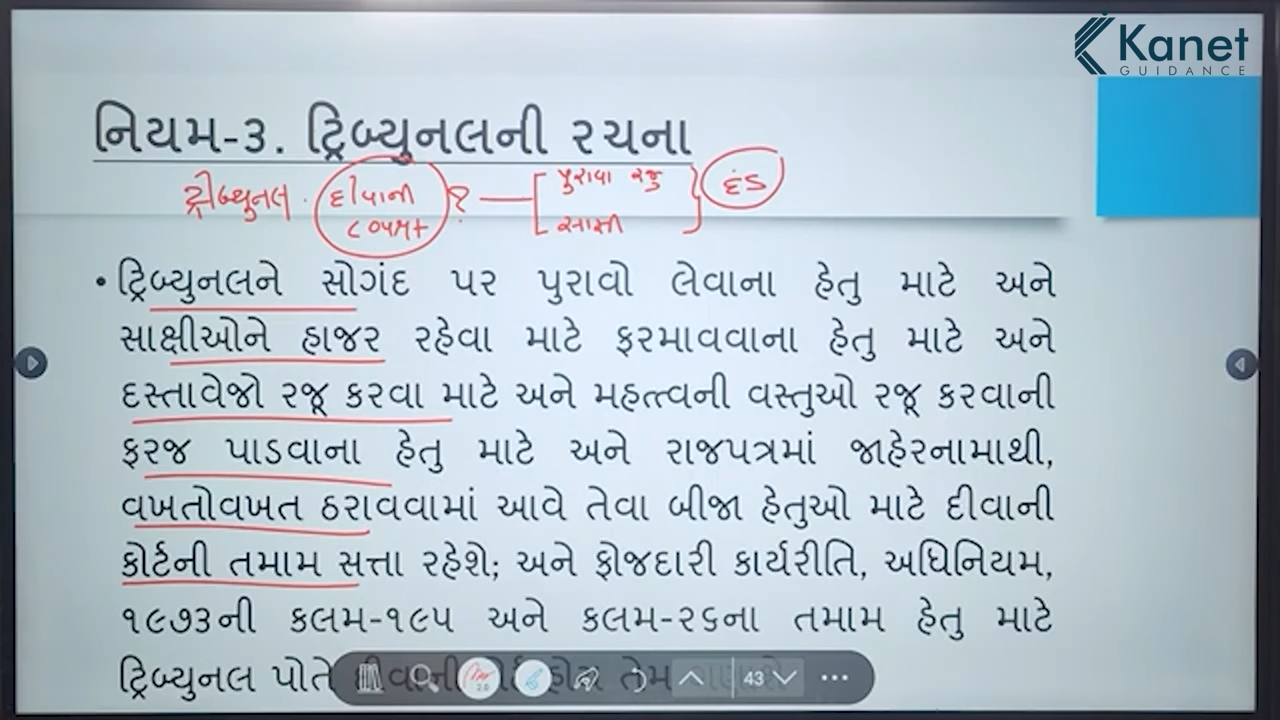 Kanet
GUIDANCE
નિયમ-૩. ટ્રિબ્યુનલની રચના
ટ્રીબ્યુનલ દીવાની ? પુરાવા રજુ દંડ
સાક્ષી
• ટ્રિબ્યુનલને સોગંદ પર પુરાવો લેવાના હેતુ માટે અને
સાક્ષીઓને હાજર રહેવા માટે ફરમાવવાના હેતુ માટે અને
દસ્તાવેજો રજૂ કરવા માટે અને મહત્ત્વની વસ્તુઓ રજૂ કરવાની
ફરજ પાડવાના હેતુ માટે અને રાજપત્રમાં જાહેરનામાથી,
વખતોવખત ઠરાવવામાં આવે તેવા બીજા હેતુઓ માટે દીવાની
કોર્ટની તમામ સત્તા રહેશે; અને ફોજદારી કાર્યરીતિ, અધિનિયમ,
૧૯૭૩ની કલમ-૧૯૫ અને કલમ-૨૬ના તમામ હેતુ માટે
ટ્રિબ્યુનલ પોતે
43